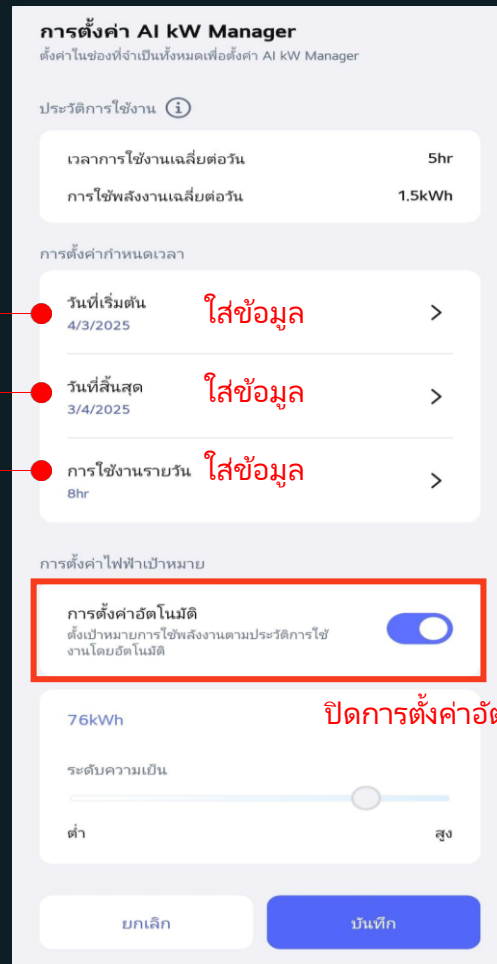 การตั้งค่า AI kW Manager
ตั้งค่าในช่องที่จำเป็นทั้งหมดเพื่อตั้งค่า AI kW Manager
ประวัติการใช้งาน i
เวลาการใช้งานเฉลี่ยต่อวัน 5hr
การใช้พลังงานเฉลี่ยต่อวัน 1.5kWh
การตั้งค่ากำหนดเวลา
วันที่เริ่มต้น ใส่ข้อมูล
4/3/2025
วันที่สิ้นสุด ใส่ข้อมูล
3/4/2025
การใช้งานรายวัน ใส่ข้อมูล
8hr
การตั้งค่าไฟฟ้าเป้าหมาย
การตั้งค่าอัตโนมัติ
ตั้งเป้าหมายการใช้พลังงานตามประวัติการใช้
งานโดยอัตโนมัติ
76kWh ปิดการตั้งค่าอัต
ระดับความเย็น
ต่ำ สูง
ยกเลิก บันทึก